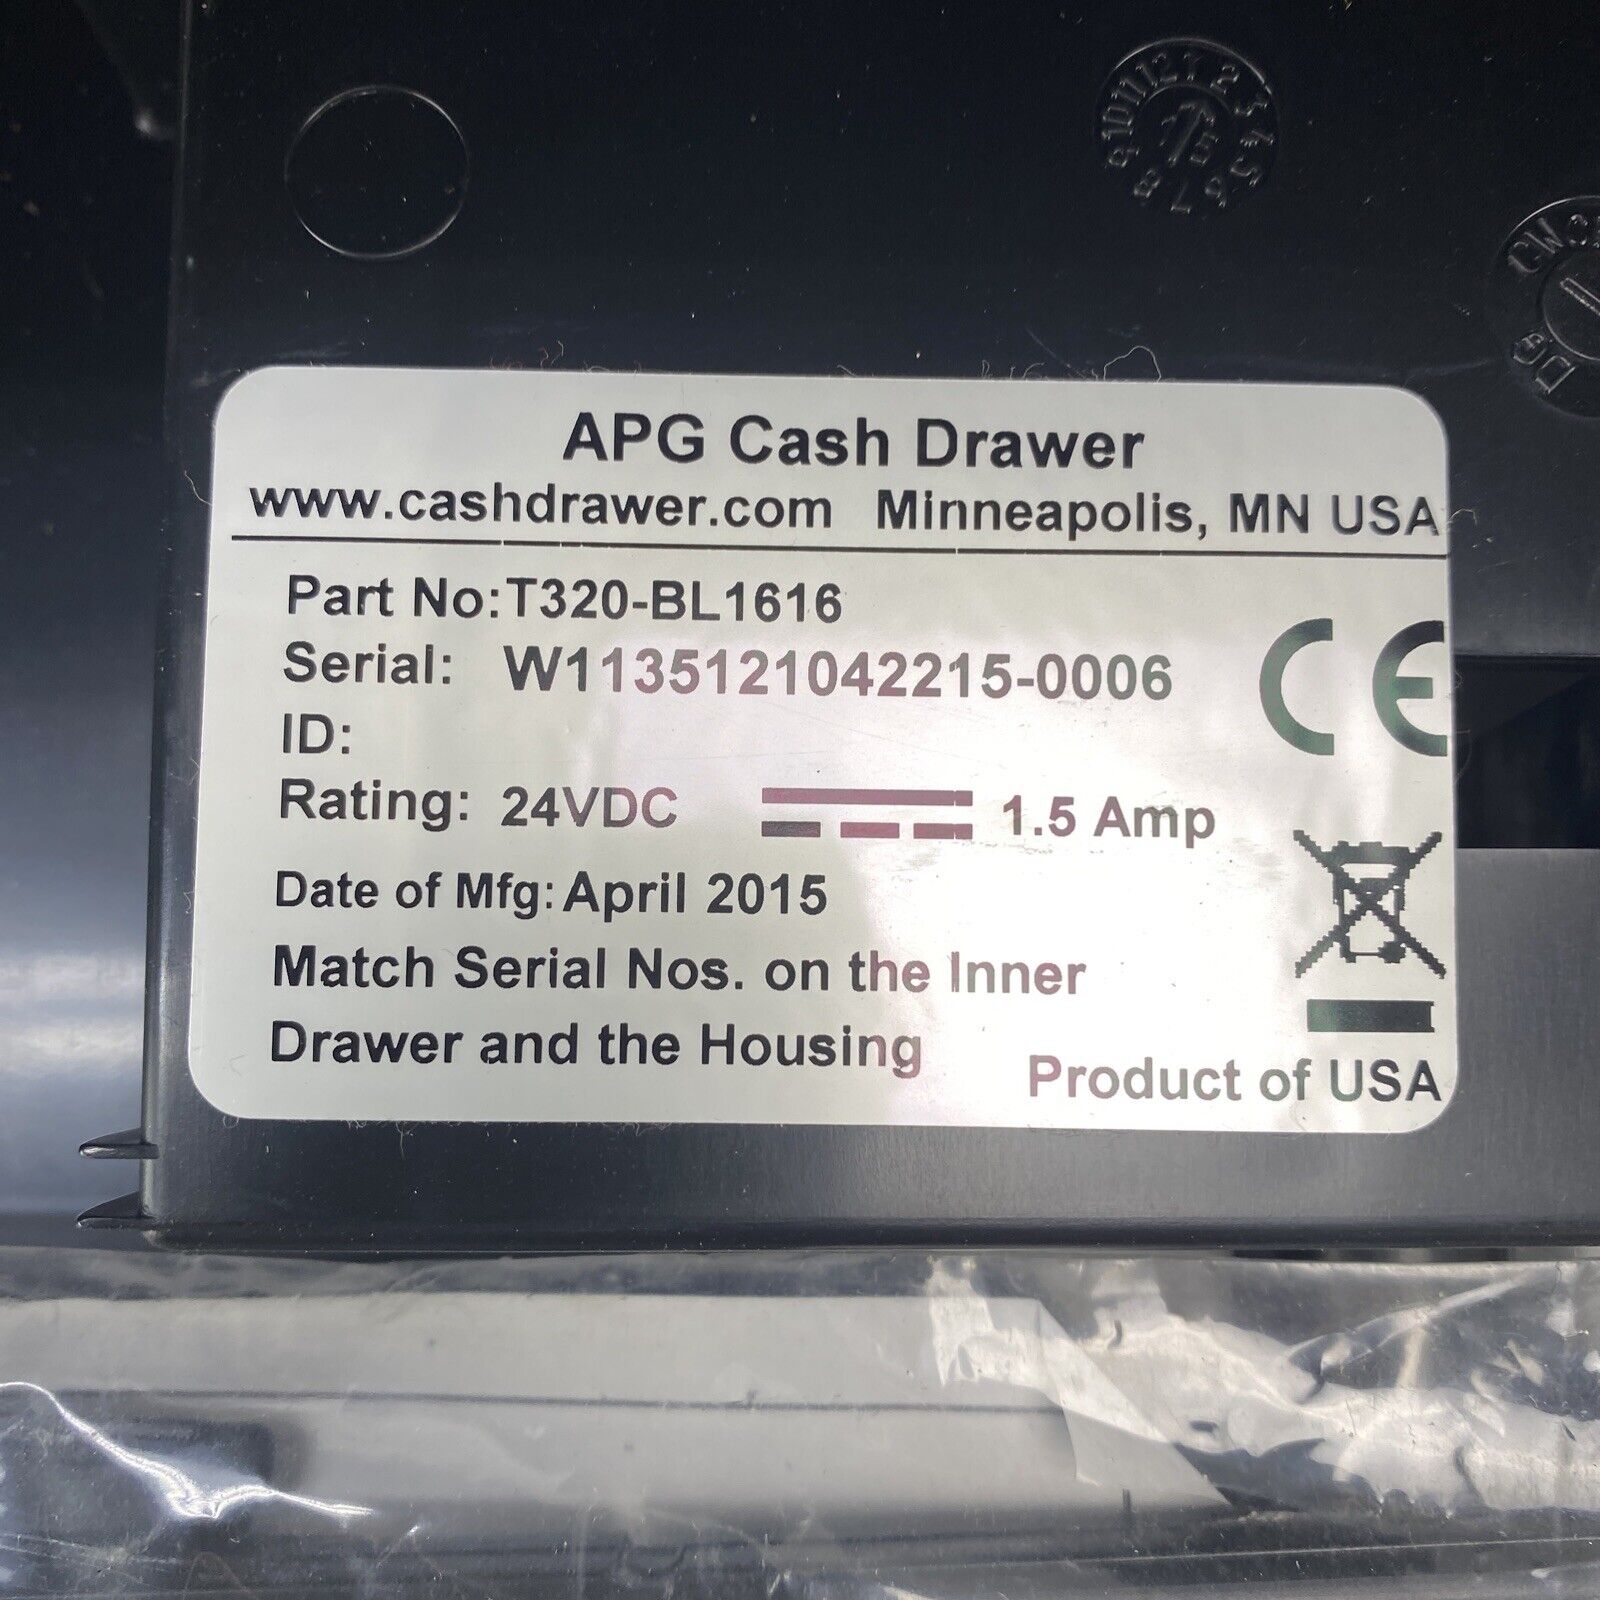 APG Cash Drawer
www.cashdrawer.com Minneapolis, MN USA
Part No:T320-BL1616
Serial: W1135121042215-0006
ID:
Rating: 24VDC 1.5 Amp
CE
Date of Mfg: April 2015
Match Serial Nos. on the Inner
Drawer and the Housing
Product of USA